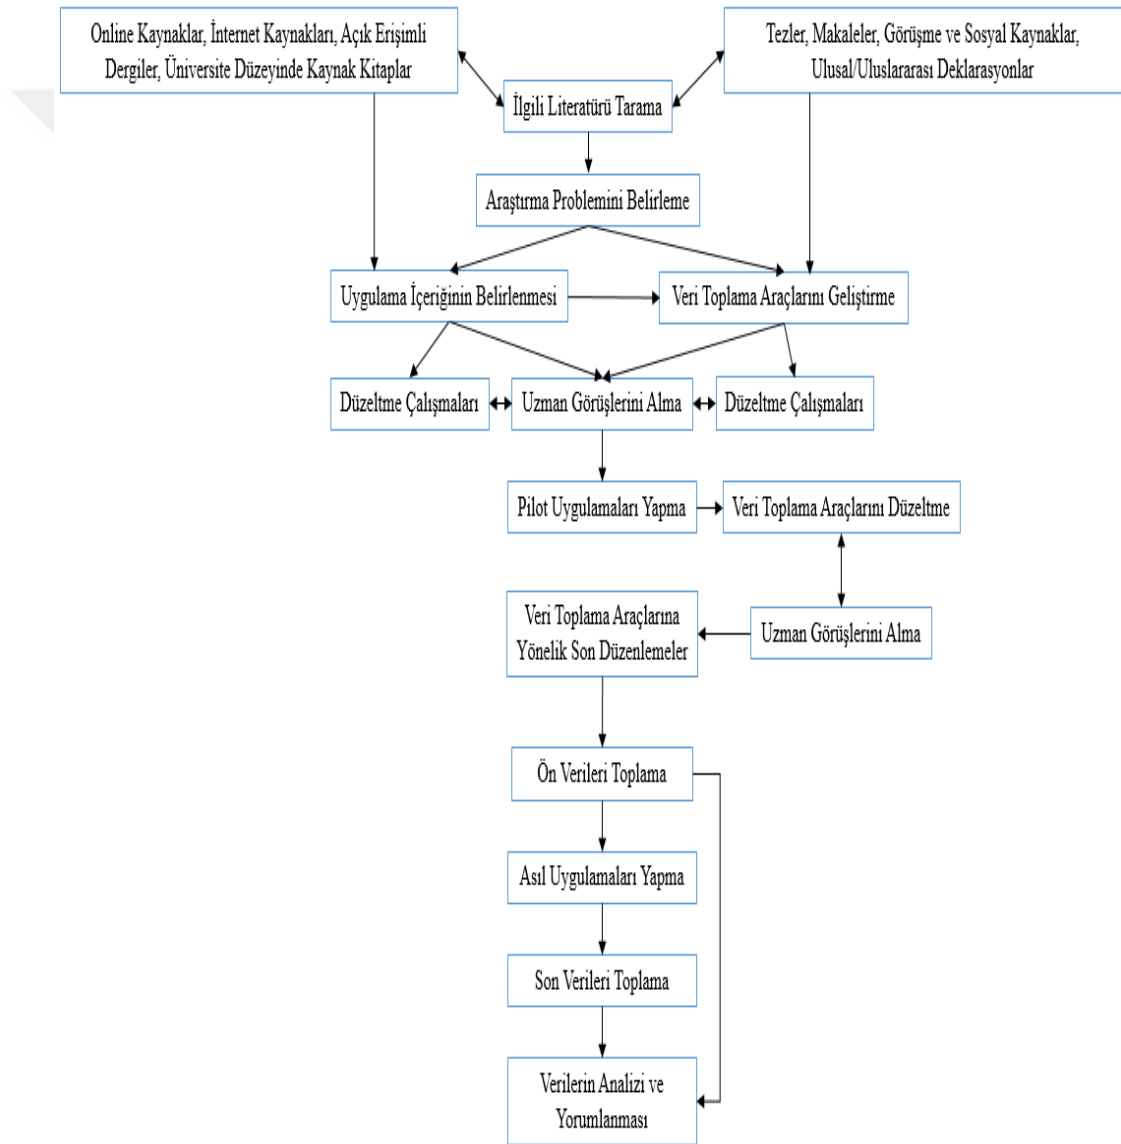 Online Kaynaklar, İnternet Kaynakları, Açık Erişimli
Dergiler, Üniversite Düzeyinde Kaynak Kitaplar
Tezler, Makaleler, Görüşme ve Sosyal Kaynaklar,
Ulusal/Uluslararası Deklarasyonlar
İlgili Literatürü Tarama
Araştırma Problemini Belirleme
Uygulama İçeriğinin Belirlenmesi
Veri Toplama Araçlarını Geliştirme
Düzeltme Çalışmaları
Uzman Görüşlerini Alma
Düzeltme Çalışmaları
Pilot Uygulamaları Yapma
Veri Toplama Araçlarını Düzeltme
Veri Toplama Araçlarına
Yönelik Son Düzenlemeler
Uzman Görüşlerini Alma
Ön Verileri Toplama
Asıl Uygulamaları Yapma
Son Verileri Toplama
Verilerin Analizi ve
Yorumlanması